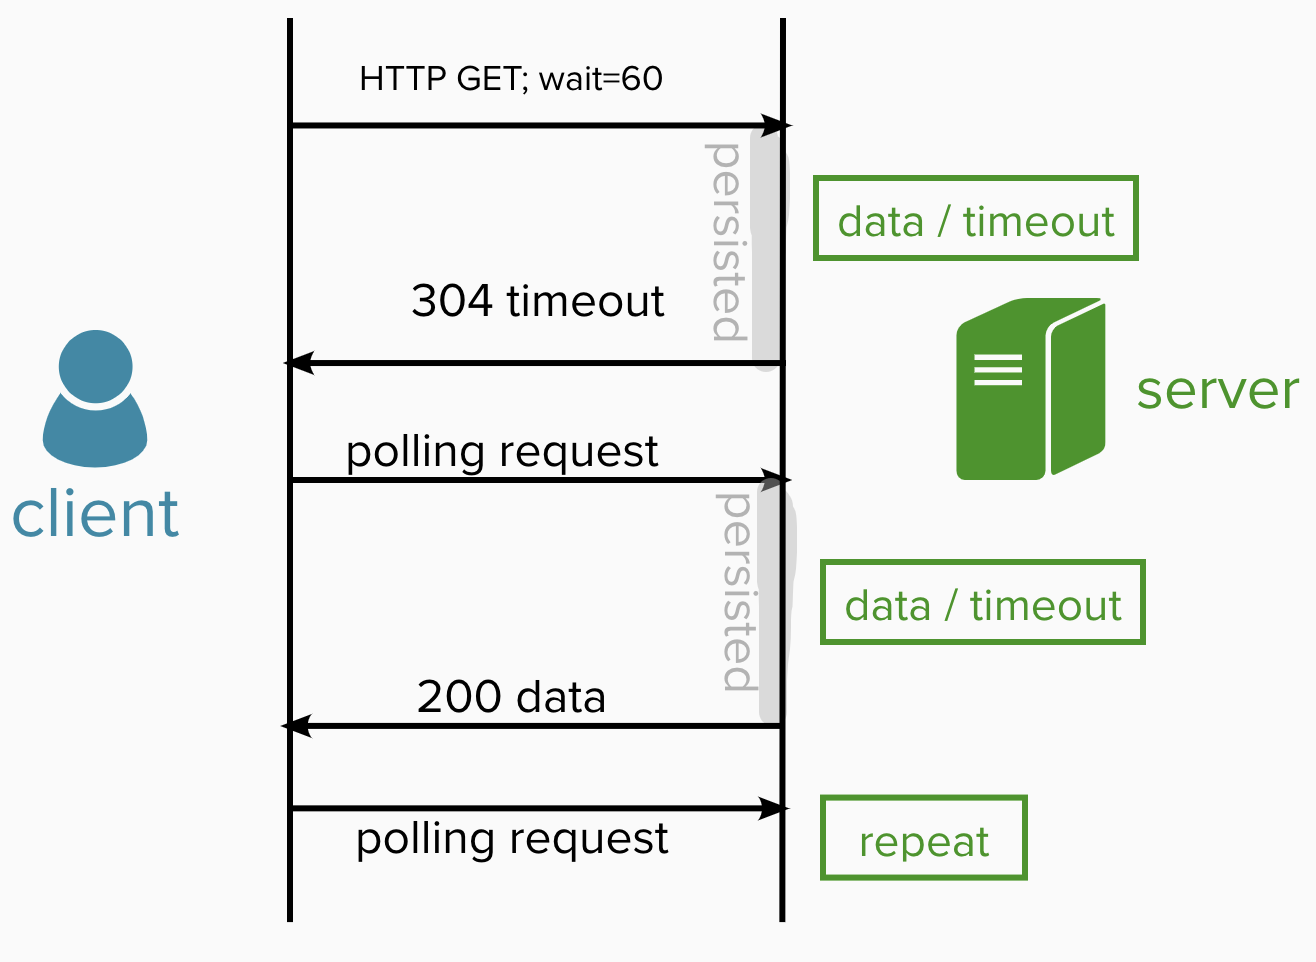 HTTP GET; wait=60
persisted
data / timeout
304 timeout
server
polling request
client
persisted
data / timeout
200 data
polling request
repeat